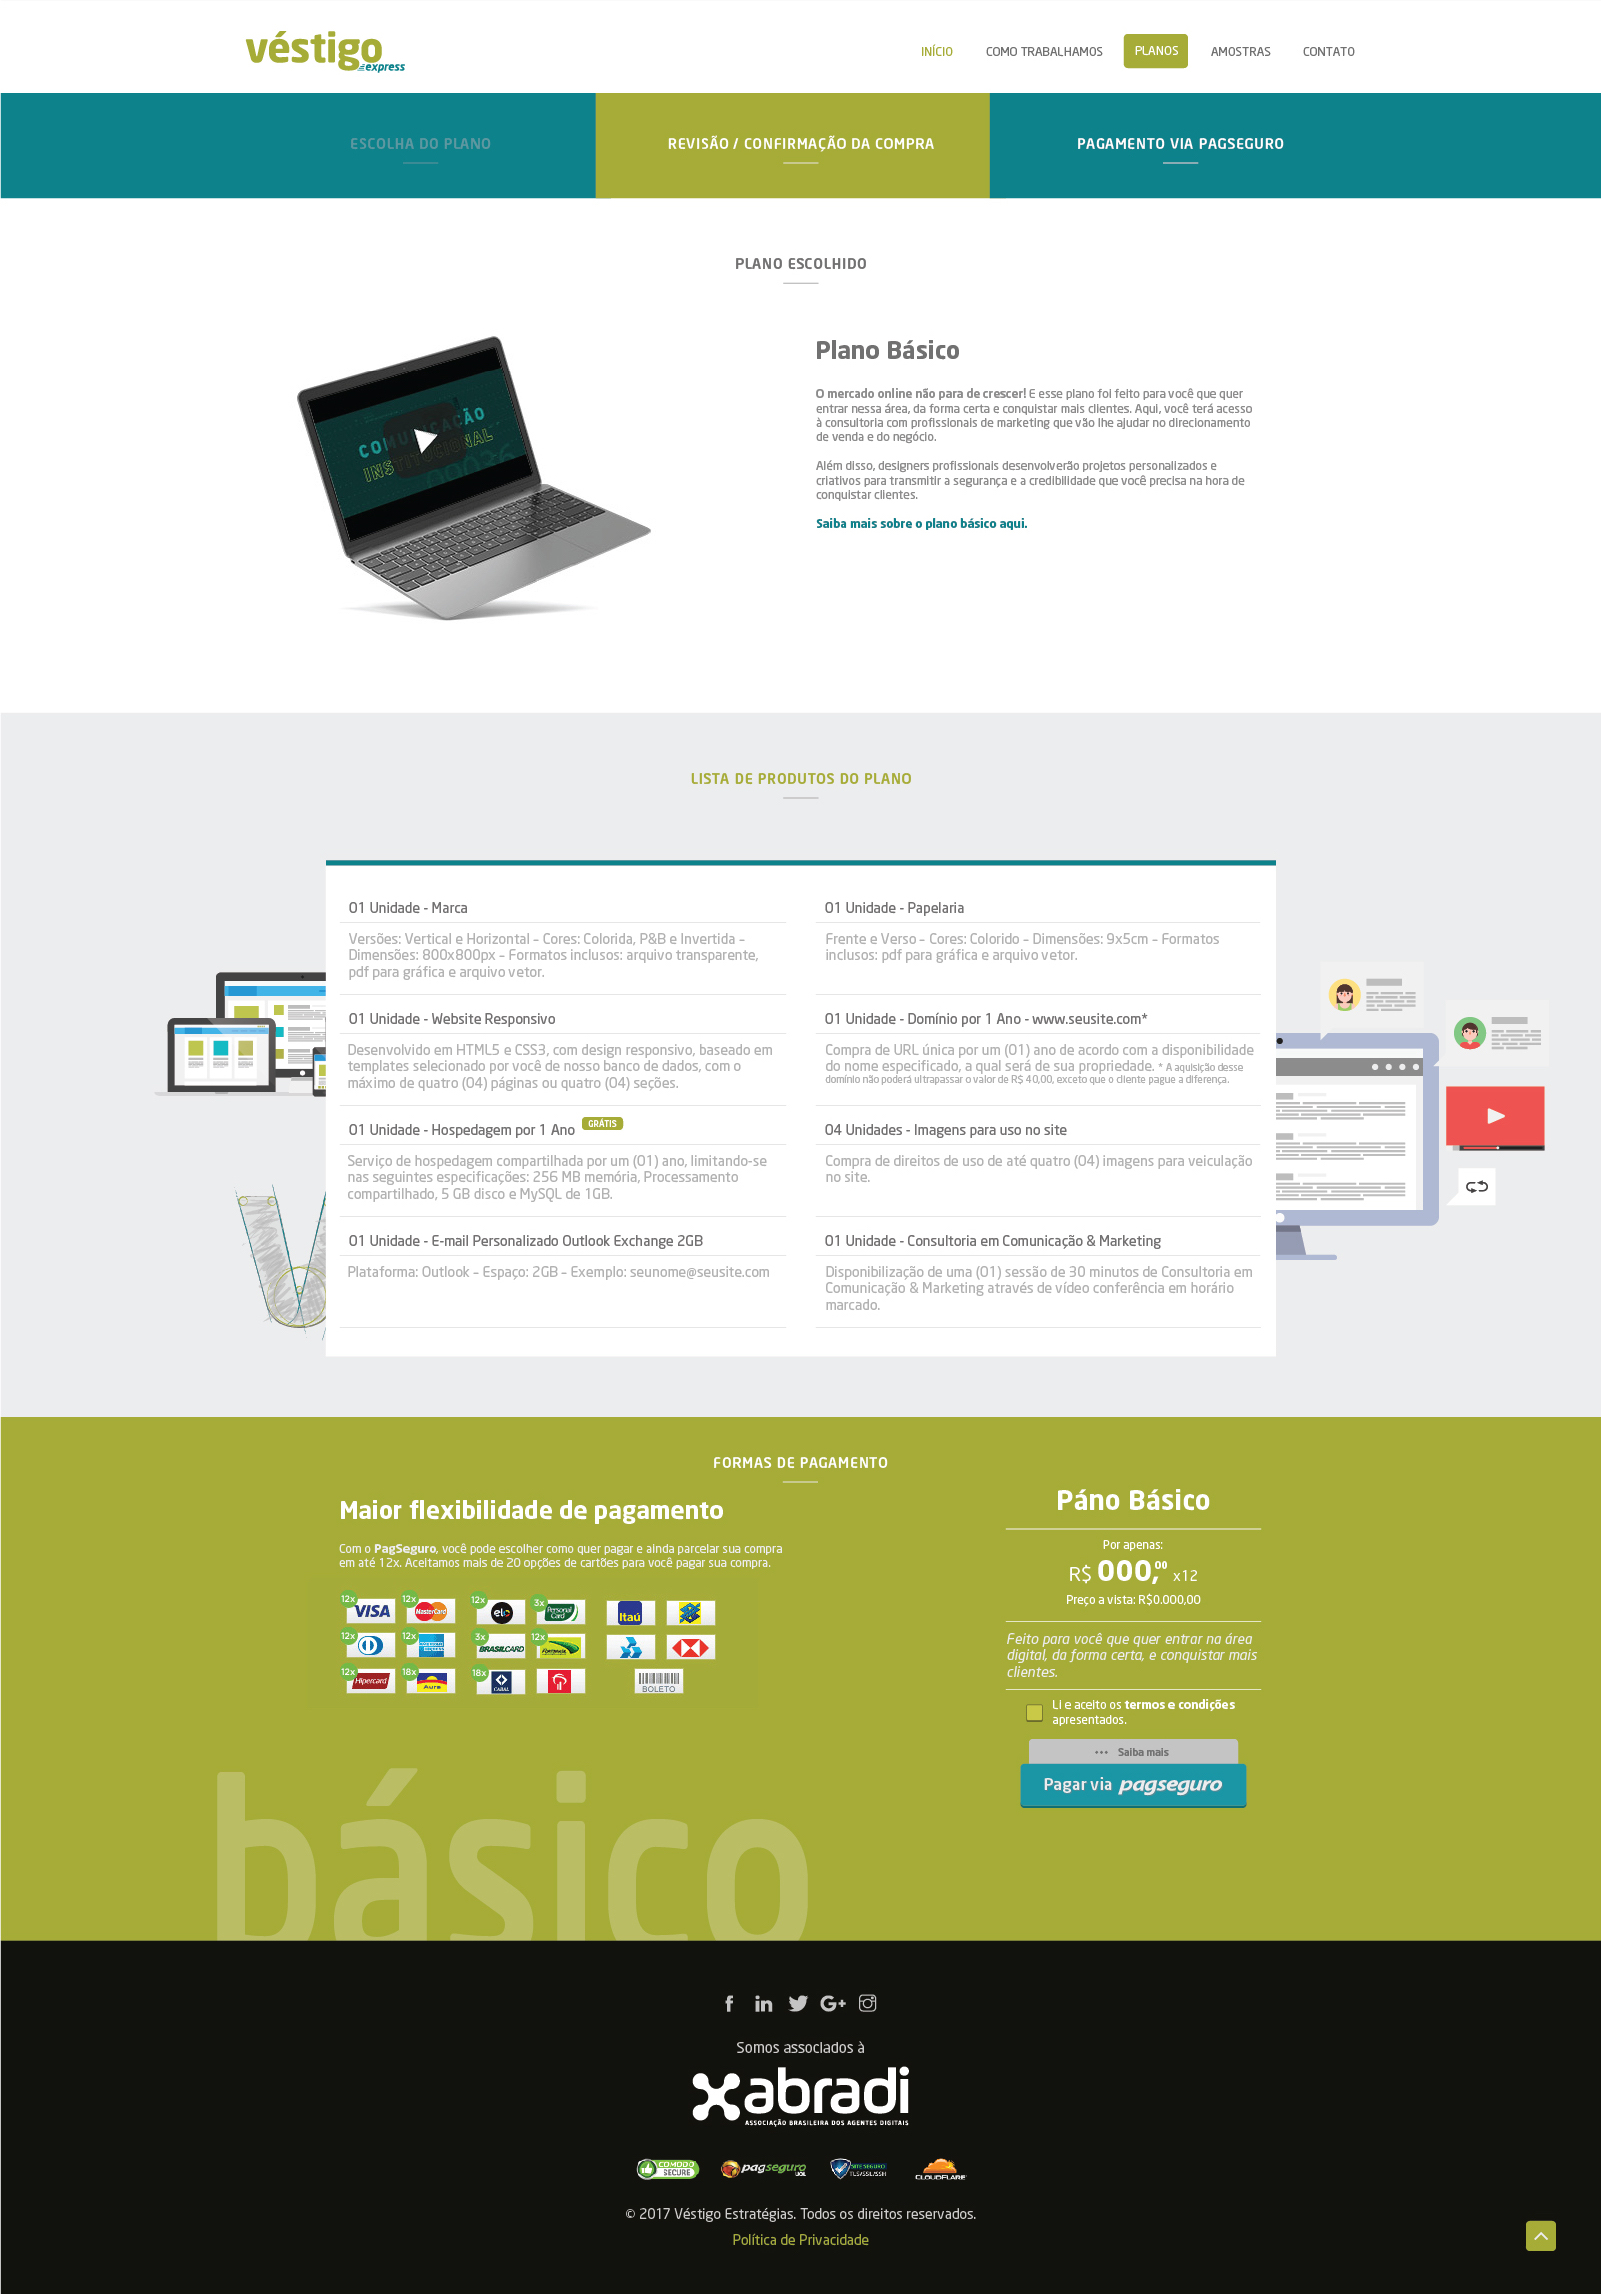 véstigo
express
INÍCIO
COMO TRABALHAMOS
PLANOS
AMOSTRAS
CONTATO
ESCOLHA DO PLANO
REVISÃO / CONFIRMAÇÃO DA COMPRA
PAGAMENTO VIA PAGSEGURO
PLANO ESCOLHIDO
COMUNICAÇÃO
INSTITUCIONAL
Plano Básico
O mercado online não para de crescer! E esse plano foi feito para você que quer
entrar nessa área, da forma certa e conquistar mais clientes. Aqui, você terá acesso
à consultoria com profissionais de marketing que vão lhe ajudar no direcionamento
de venda e do negócio.
Além disso, designers profissionais desenvolverão projetos personalizados e
criativos para transmitir a segurança e a credibilidade que você precisa na hora de
conquistar clientes.
Saiba mais sobre o plano básico aqui.
LISTA DE PRODUTOS DO PLANO
01 Unidade - Marca
Versões: Vertical e Horizontal – Cores: Colorida, P&B e Invertida –
Dimensões: 800x800px – Formatos inclusos: arquivo transparente,
pdf para gráfica e arquivo vetor.
01 Unidade - Papelaria
Frente e Verso – Cores: Colorido – Dimensões: 9x5cm – Formatos
inclusos: pdf para gráfica e arquivo vetor.
01 Unidade - Website Responsivo
Desenvolvido em HTML5 e CSS3, com design responsivo, baseado em
templates selecionado por você de nosso banco de dados, com o
máximo de quatro (04) páginas ou quatro (04) seções.
01 Unidade - Domínio por 1 Ano - www.seusite.com*
Compra de URL única por um (01) ano de acordo com a disponibilidade
do nome especificado, a qual será de sua propriedade. * A aquisição desse
domínio não poderá ultrapassar o valor de R$ 40,00, exceto que o cliente pague a diferença.
01 Unidade - Hospedagem por 1 Ano GRÁTIS
Serviço de hospedagem compartilhada por um (01) ano, limitando-se
nas seguintes especificações: 256 MB memória, Processamento
compartilhado, 5 GB disco e MySQL de 1GB.
04 Unidades - Imagens para uso no site
Compra de direitos de uso de até quatro (04) imagens para veiculação
no site.
01 Unidade - E-mail Personalizado Outlook Exchange 2GB
Plataforma: Outlook – Espaço: 2GB – Exemplo: seunome@seusite.com
01 Unidade - Consultoria em Comunicação & Marketing
Disponibilização de uma (01) sessão de 30 minutos de Consultoria em
Comunicação & Marketing através de vídeo conferência em horário
marcado.
FORMAS DE PAGAMENTO
Maior flexibilidade de pagamento
Com o PagSeguro, você pode escolher como quer pagar e ainda parcelar sua compra
em até 12x. Aceitamos mais de 20 opções de cartões para você pagar sua compra.
12x VISA 12x MasterCard 12x elo 3x Personal Card Itaú
12x 12x AMERICAN EXPRESS 3x BRASILCARD 12x
12x Hipercard 18x Aura 18x CABAL BOLETO
Páno Básico
Por apenas:
R$ 000,00 x12
Preço a vista: R$0.000,00
Feito para você que quer entrar na área
digital, da forma certa, e conquistar mais
clientes.
LI e aceito os termos e condições
apresentados.
••• Saiba mais
Pagar via pagseguro
básico
f in G+
Somos associados à
abradi
ASSOCIAÇÃO BRASILEIRA DOS AGENTES DIGITAIS
COMODO
SECURE
pagseguro
UOL
SITE SEGURO
TLS/SSL/SSH
CLOUDFLARE
© 2017 Véstigo Estratégias. Todos os direitos reservados.
Política de Privacidade